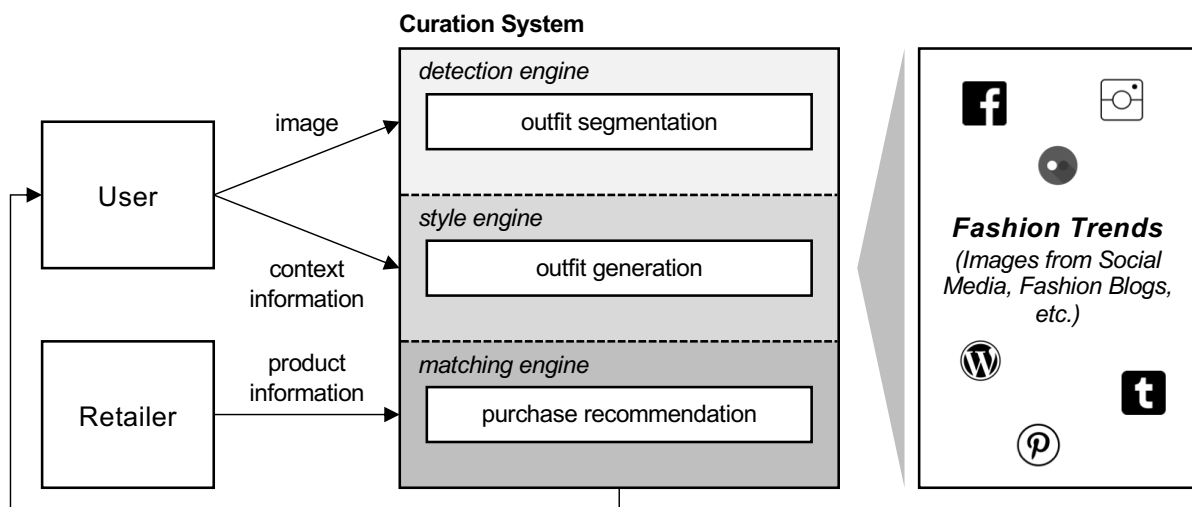 Curation System
detection engine
outfit segmentation
image
User
style engine
outfit generation
context
information
product
information
Retailer
matching engine
purchase recommendation
Fashion Trends
(Images from Social
Media, Fashion Blogs,
etc.)